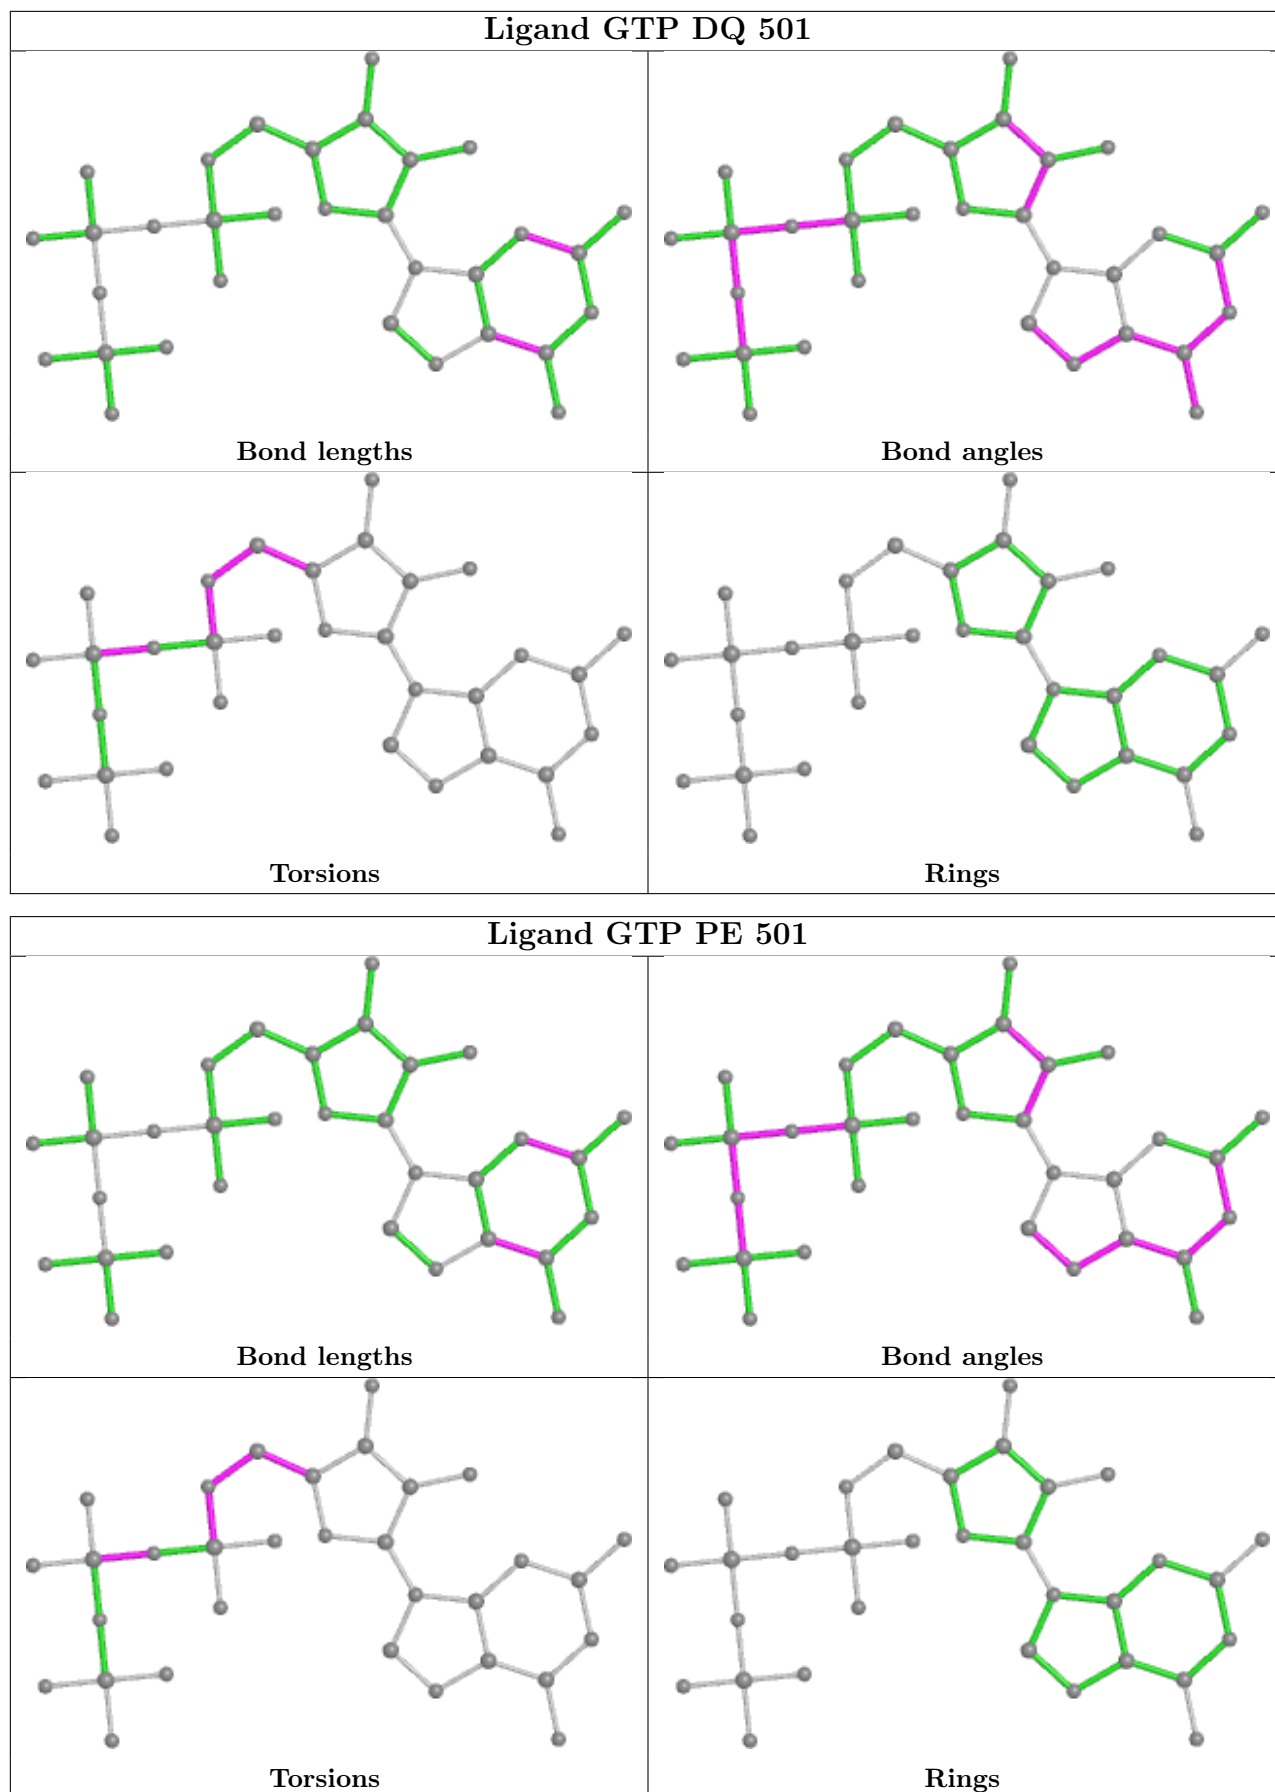 Ligand GTP DQ 501
Bond lengths
Bond angles
Torsions
Rings
Ligand GTP PE 501
Bond lengths
Bond angles
Torsions
Rings